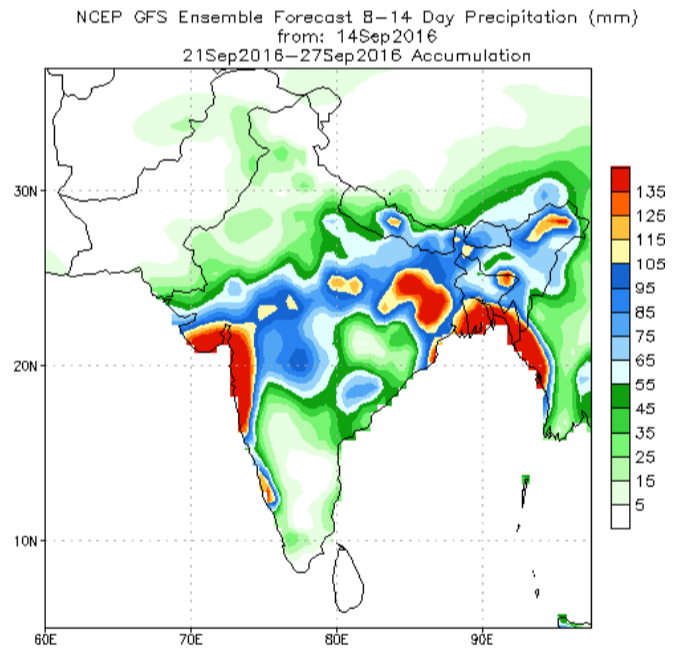 NCEP GFS Ensemble Forecast 8-14 Day Precipitation (mm)
from: 14Sep2016
21Sep2016-27Sep2016 Accumulation
30N
20N
10N
60E
70E
80E
90E
135
125
115
105
95
85
75
65
55
45
35
25
15
5